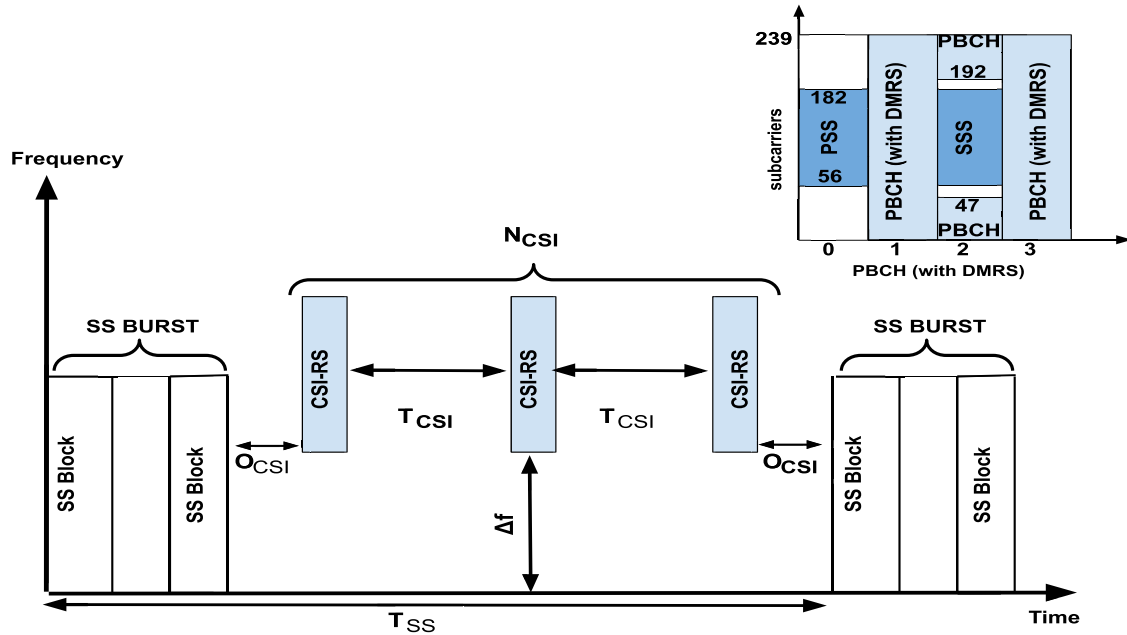 239
PBCH
192
182
PSS
56
subcarriers
PBCH (with DMRS)
SSS
47
PBCH
PBCH (with DMRS)
0 1 2 3
PBCH (with DMRS)
Frequency
NCSI
SS BURST
SS BURST
CSI-RS
CSI-RS
CSI-RS
TCSI
TCSI
OCSI
OCSI
SS Block
SS Block
Δf
SS Block
SS Block
TSS
Time